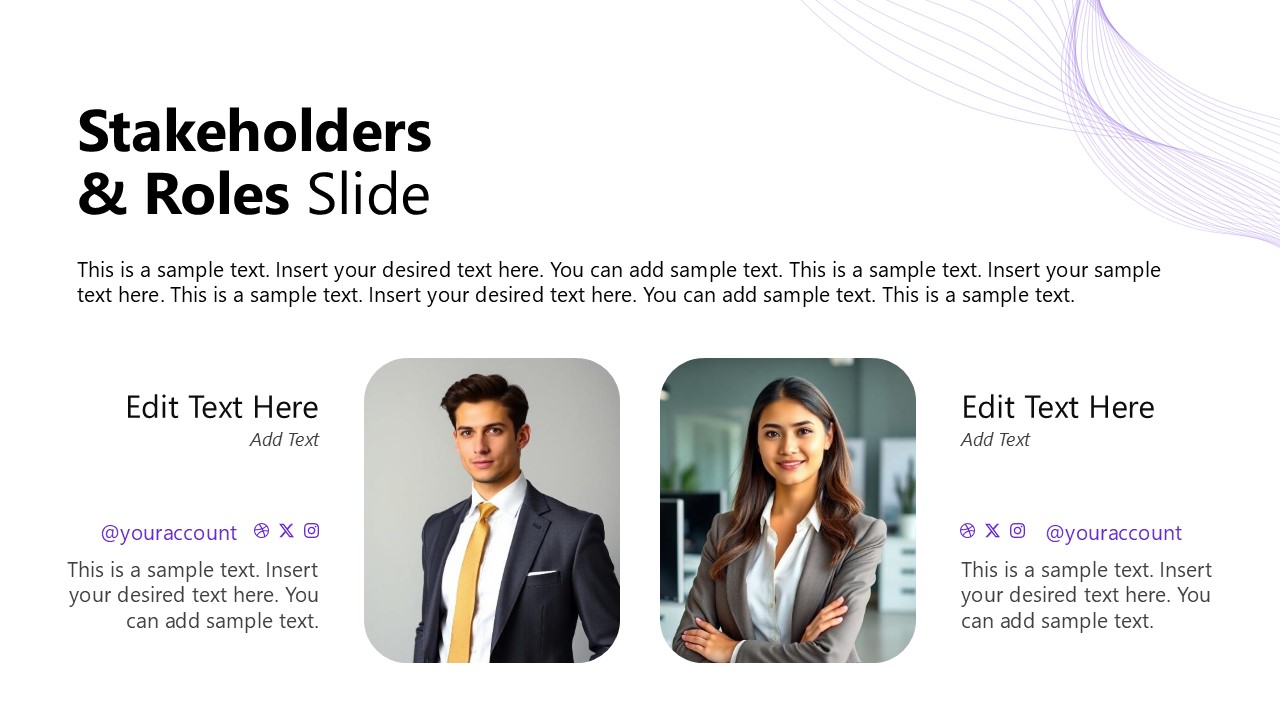 Stakeholders
& Roles Slide
This is a sample text. Insert your desired text here. You can add sample text. This is a sample text. Insert your sample
text here. This is a sample text. Insert your desired text here. You can add sample text. This is a sample text.
Edit Text Here
Add Text
@youraccount
This is a sample text. Insert
your desired text here. You
can add sample text.
Edit Text Here
Add Text
@youraccount
This is a sample text. Insert
your desired text here. You
can add sample text.